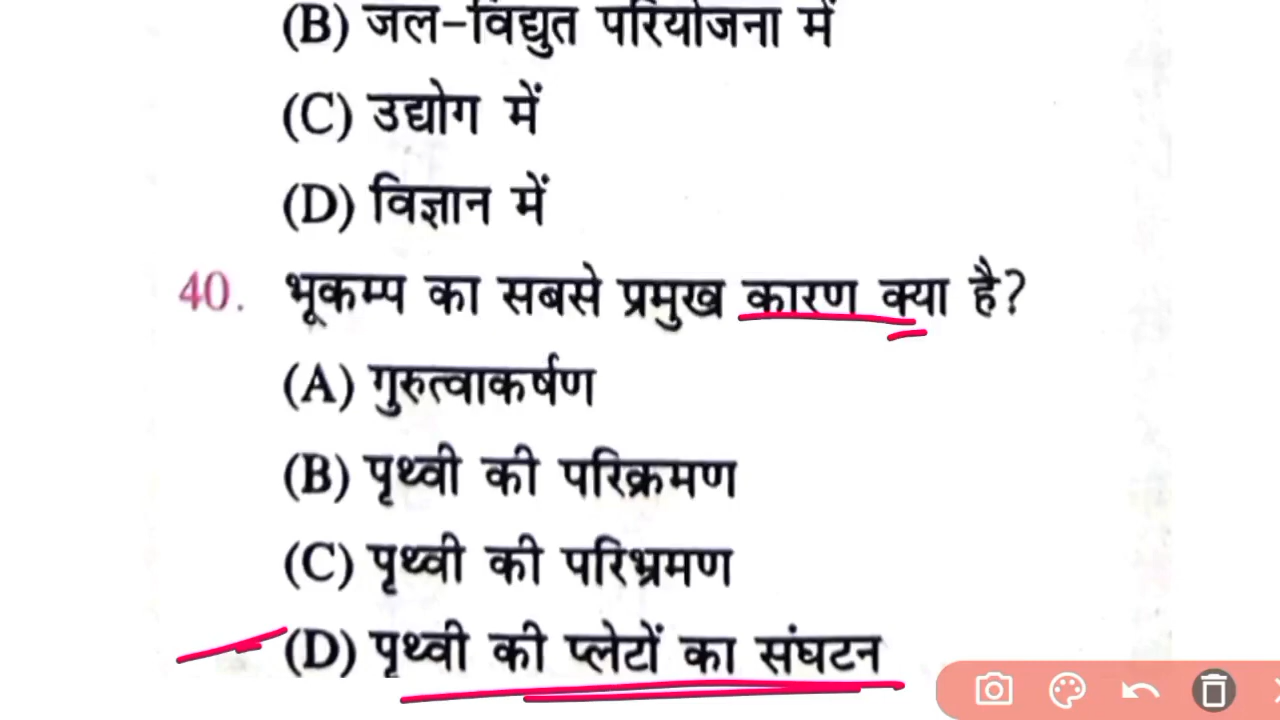 (B) जल-विद्युत परियोजना में
(C) उद्योग में
(D) विज्ञान में
40. भूकम्प का सबसे प्रमुख कारण क्या है?
(A) गुरुत्वाकर्षण
(B) पृथ्वी की परिक्रमण
(C) पृथ्वी की परिभ्रमण
(D) पृथ्वी की प्लेटों का संघटन